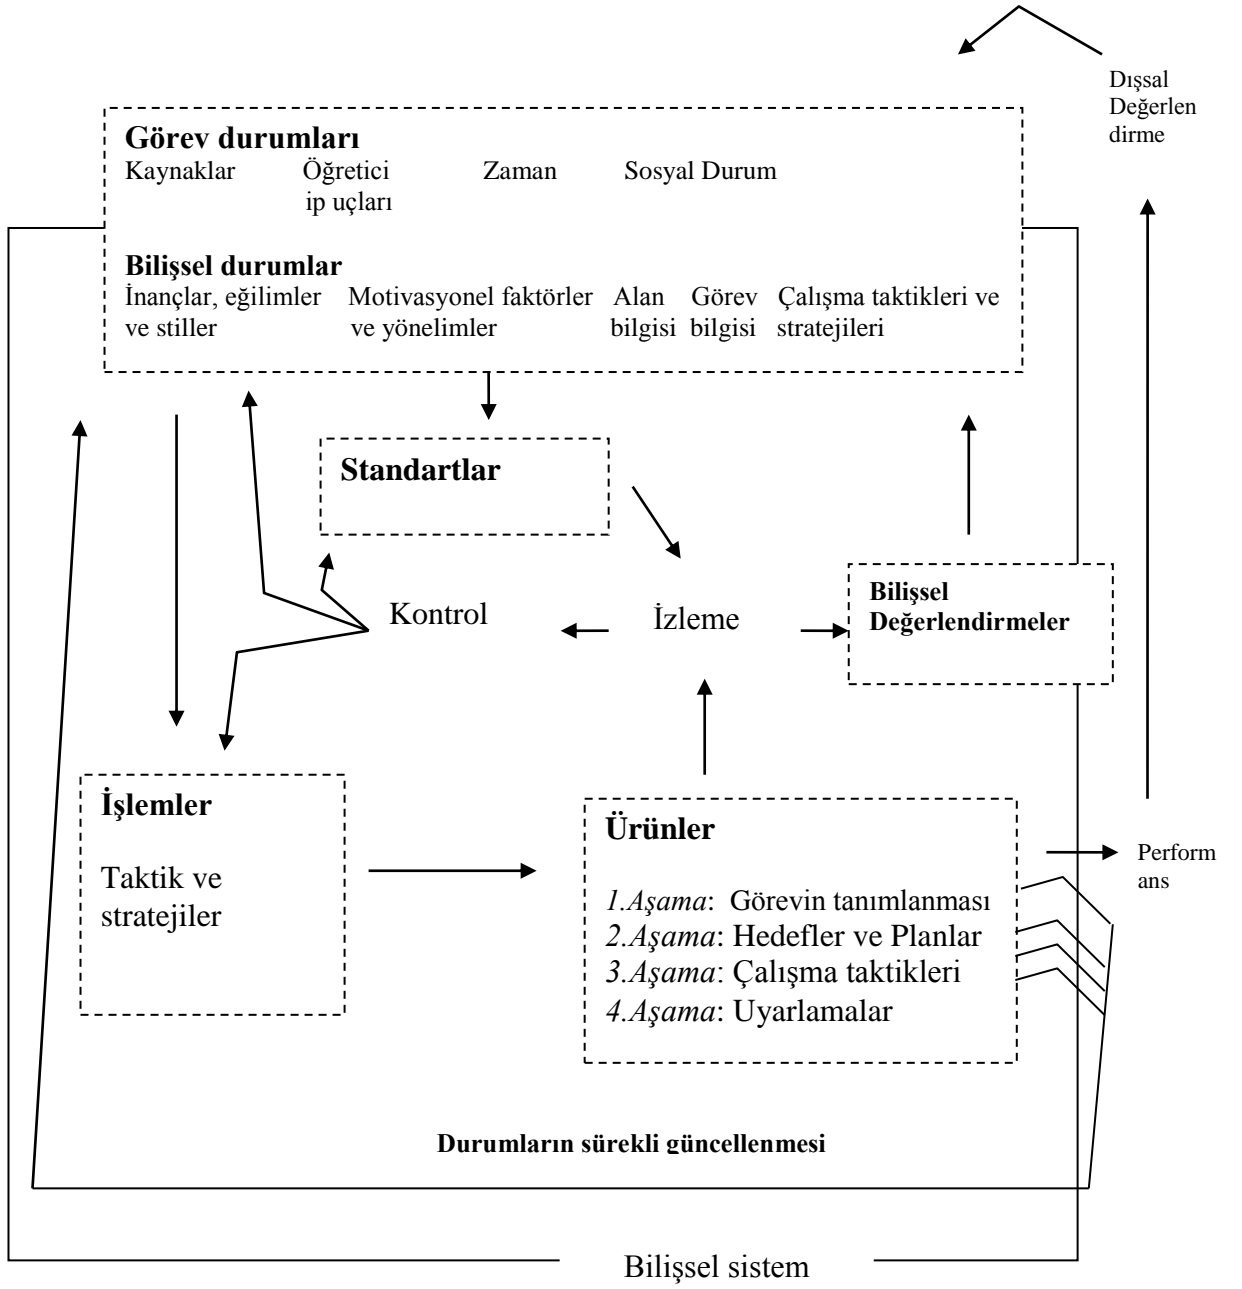 Dışsal
Değerlen
dirme
Görev durumları
Kaynaklar Öğretici Zaman Sosyal Durum
ip uçları
Bilişsel durumlar
İnançlar, eğilimler Motivasyonel faktörler Alan Görev Çalışma taktikleri ve
ve stiller ve yönelimler bilgisi bilgisi stratejileri
Standartlar
Kontrol
İzleme
Bilişsel
Değerlendirmeler
İşlemler
Taktik ve
stratejiler
Ürünler
1.Aşama: Görevin tanımlanması
2.Aşama: Hedefler ve Planlar
3.Aşama: Çalışma taktikleri
4.Aşama: Uyarlamalar
Perform
ans
Durumların sürekli güncellenmesi
Bilişsel sistem